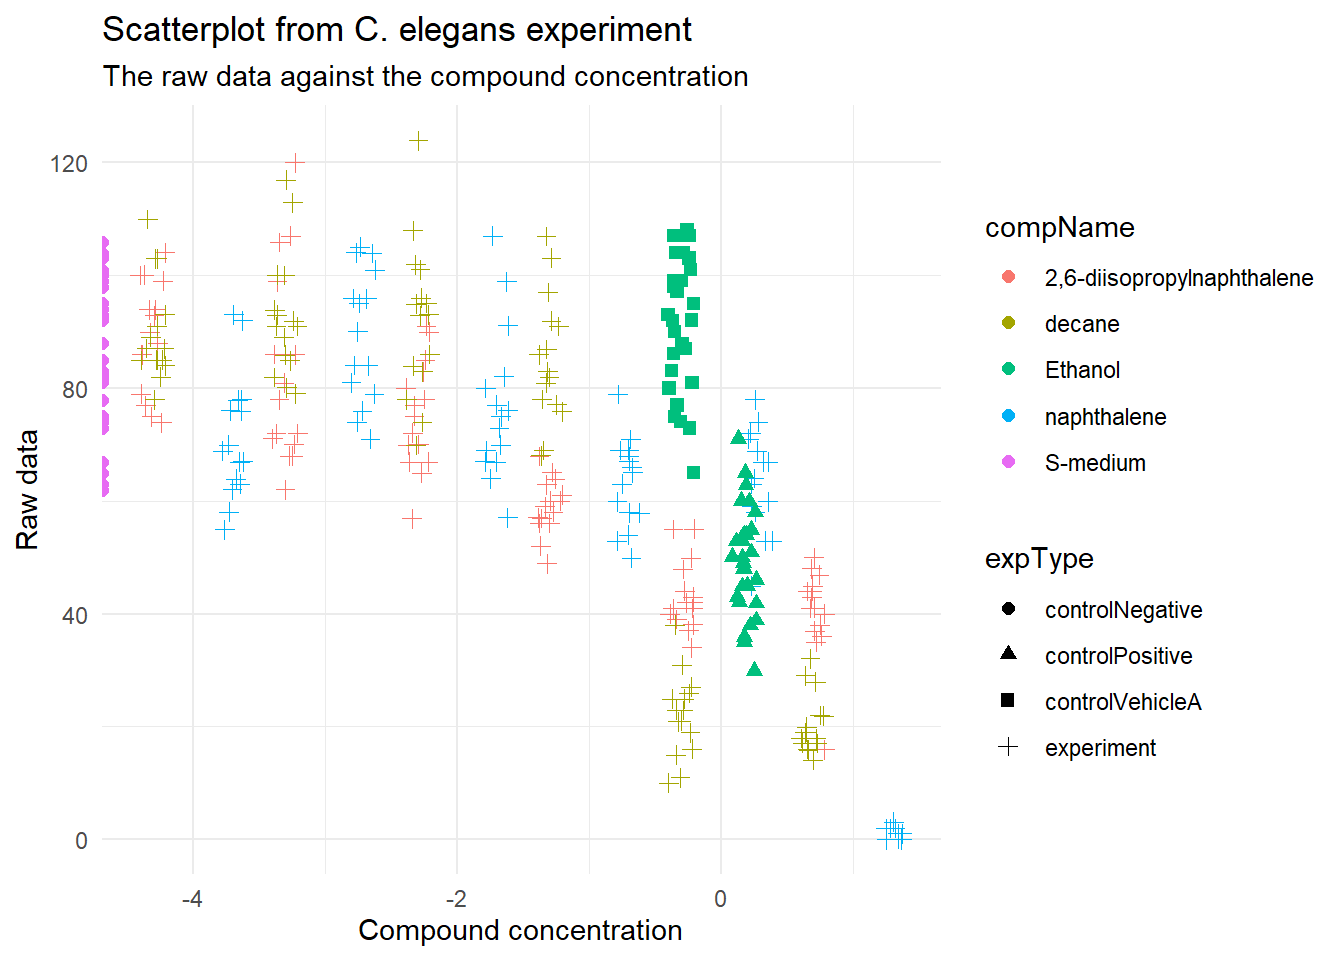 Scatterplot from C. elegans experiment
The raw data against the compound concentration
120
80
40
0
Raw data
-4
-2
0
Compound concentration
compName
2,6-diisopropylnaphthalene
decane
Ethanol
naphthalene
S-medium
expType
controlNegative
controlPositive
controlVehicleA
experiment